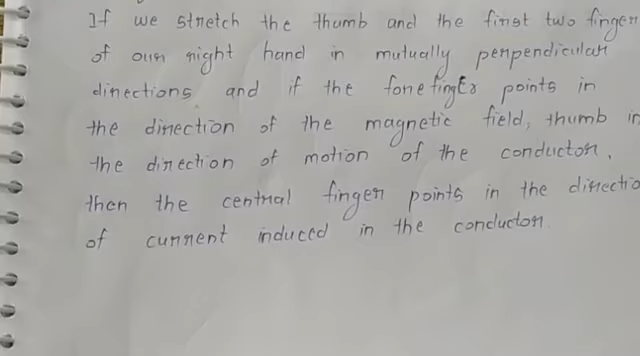 If we stretch the thumb and the first two finger
of our right hand in mutually perpendicular
directions and if the forefinger points in
the direction of the magnetic field, thumb in
the direction of motion of the conductor,
then the central finger points in the directio
of current induced in the conductor.